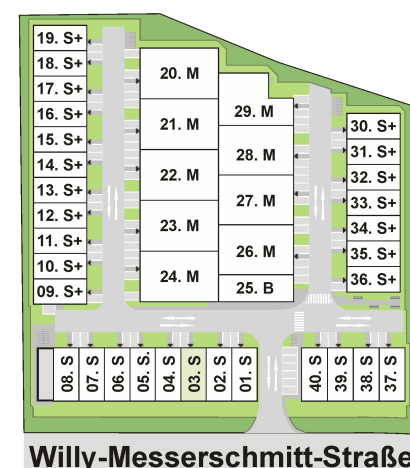 19. S+
18. S+
17. S+
16. S+
15. S+
14. S+
13. S+
12. S+
11. S+
10. S+
09. S+
20. M
21. M
22. M
23. M
24. M
29. M
28. M
27. M
26. M
25. B
30. S+
31. S+
32. S+
33. S+
34. S+
35. S+
36. S+
08. S
07. S
06. S
05. S.
04. S
03. S
02. S
01. S
40. S
39. S
38. S
37. S
Willy-Messerschmitt-Straße